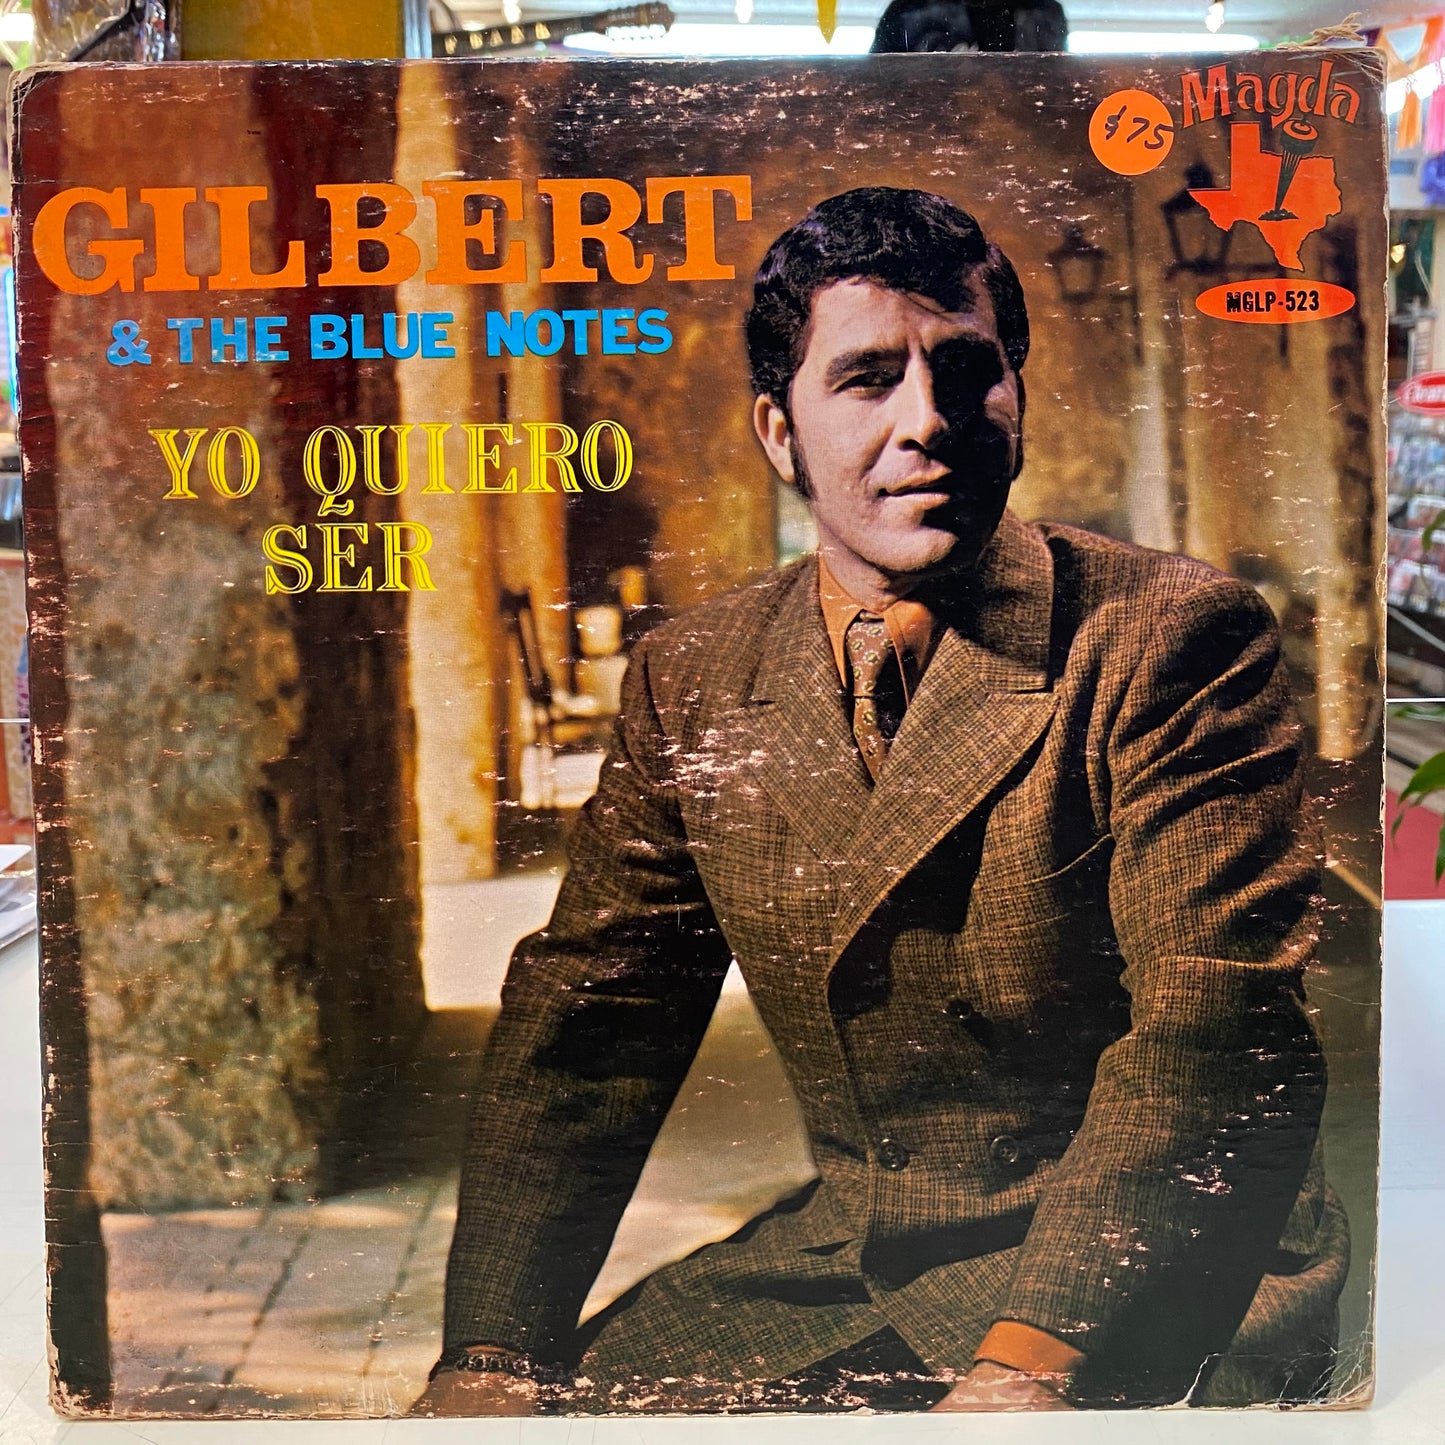 GILBERT
& THE BLUE NOTES
YO QUIERO
SER
$75
Magda
MGLP-523